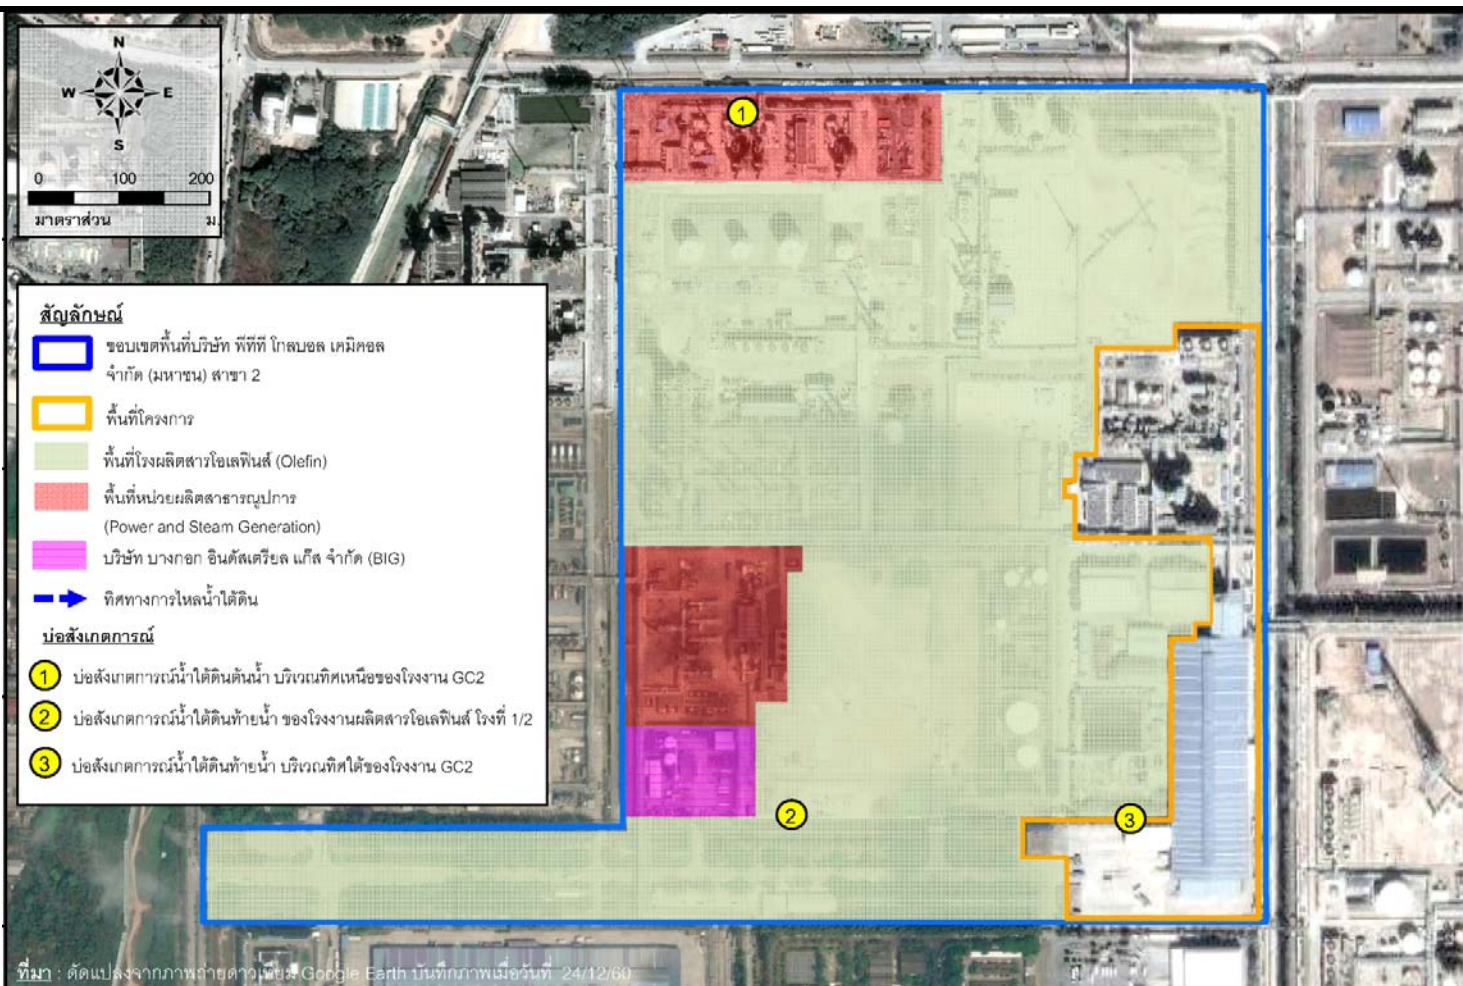 N
W E
S
0 100 200
มาตราส่วน ม.
สัญลักษณ์
ขอบเขตพื้นที่บริษัท พีทีที โกลบอล เคมิคอล
จำกัด (มหาชน) สาขา 2
พื้นที่โครงการ
พื้นที่โรงผลิตสารโอเลฟินส์ (Olefin)
พื้นที่หน่วยผลิตสาธารณูปการ
(Power and Steam Generation)
บริษัท บางกอก อินดัสเตรียล แก๊ส จำกัด (BIG)
ทิศทางการไหลน้ำใต้ดิน
บ่อสังเกตการณ์
1 บ่อสังเกตการณ์น้ำใต้ดินต้นน้ำ บริเวณทิศเหนือของโรงงาน GC2
2 บ่อสังเกตการณ์น้ำใต้ดินท้ายน้ำ ของโรงงานผลิตสารโอเลฟินส์ โรงที่ 1/2
3 บ่อสังเกตการณ์น้ำใต้ดินท้ายน้ำ บริเวณทิศใต้ของโรงงาน GC2
1
2
3
ที่มา : ดัดแปลงจากภาพถ่ายดาวเทียม Google Earth บันทึกภาพเมื่อวันที่ 24/12/60